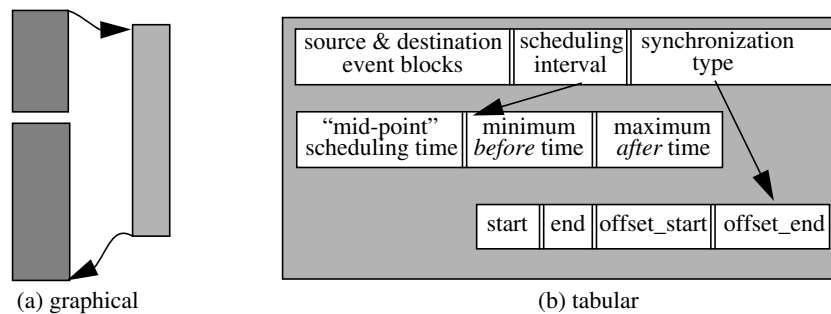 source & destination
event blocks
scheduling
interval
synchronization
type
“mid-point”
scheduling time
minimum
before time
maximum
after time
start
end
offset_start
offset_end
(a) graphical
(b) tabular